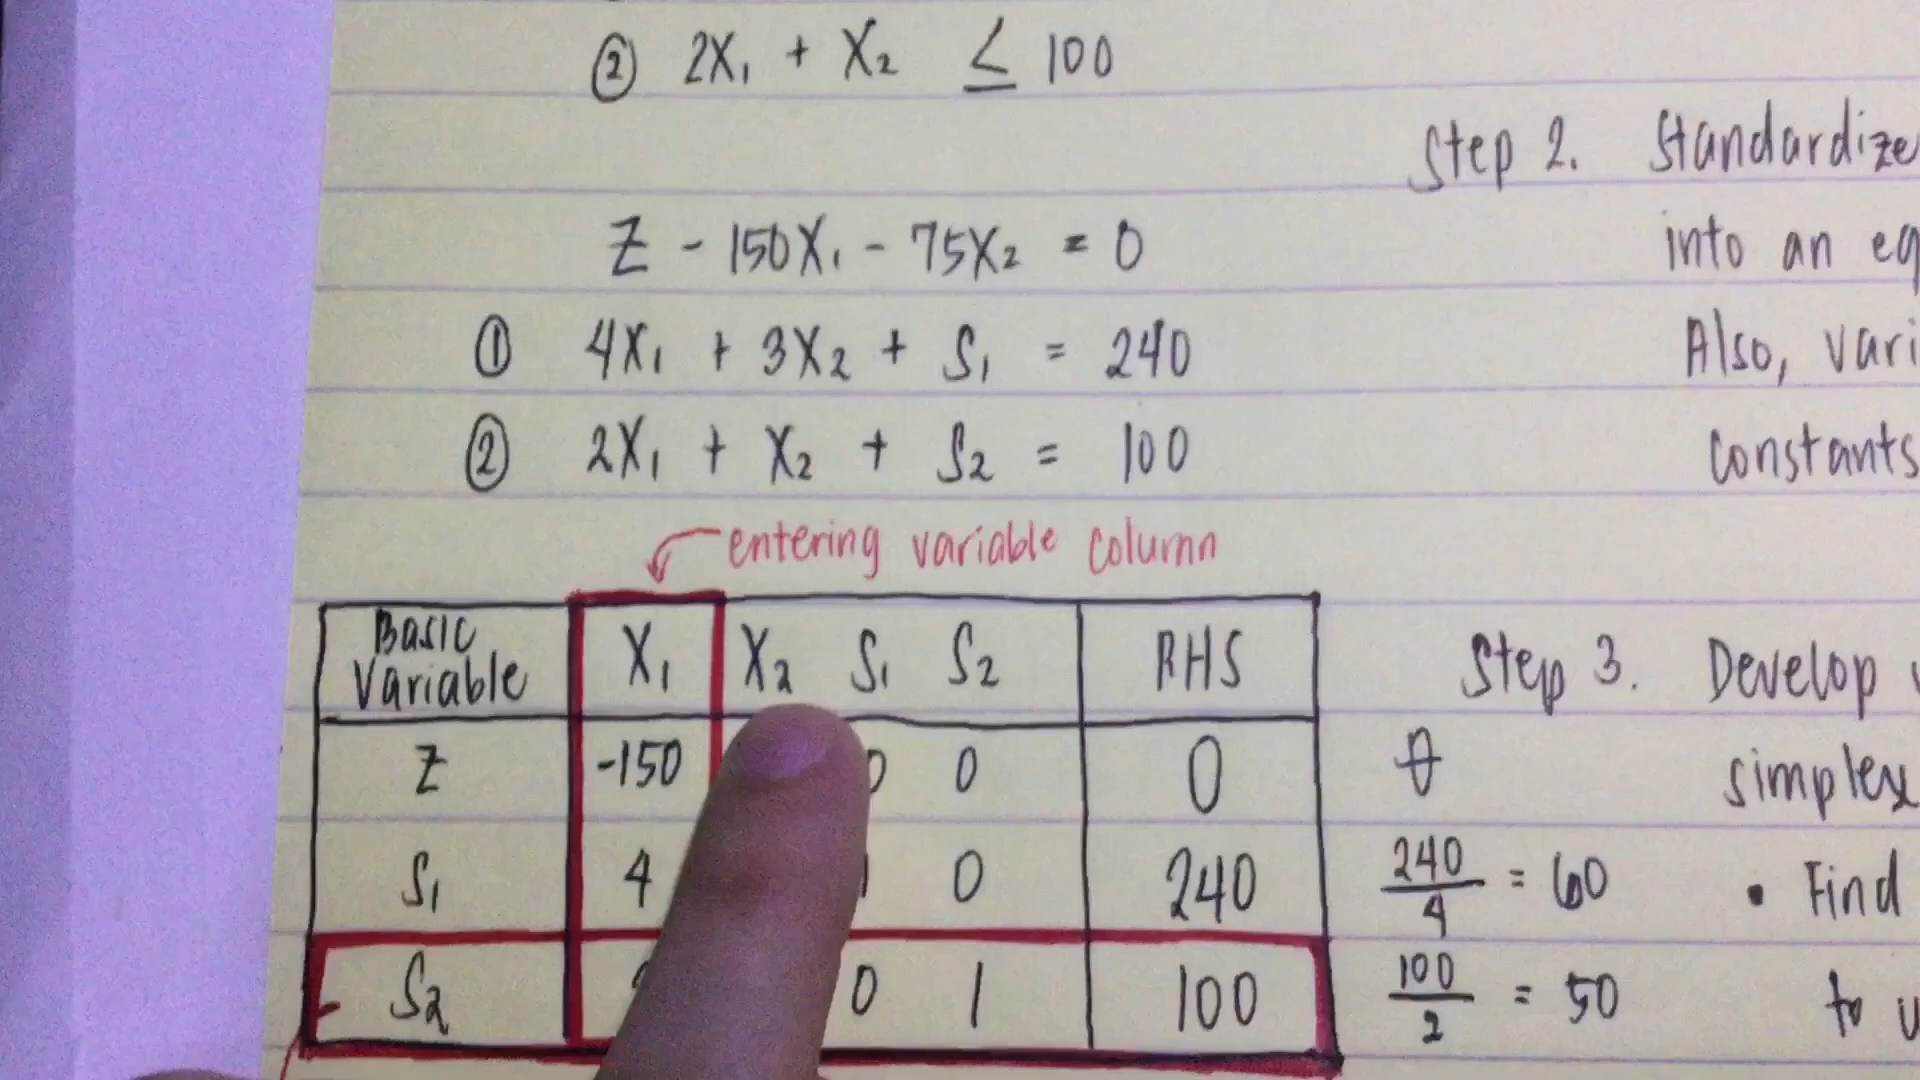 ② 2X₁ + X₂ ≤ 100
Step 2. Standardize
Z - 150X₁ - 75X₂ = 0
into an eq
① 4X₁ + 3X₂ + S₁ = 240
Also, vari
② 2X₁ + X₂ + S₂ = 100
constants
entering variable column
Basic Variable X₁ X₂ S₁ S₂ RHS
Step 3. Develop
Z -150 0 0 0
θ simplex
S₁ 4 1 0 240
240/4 = 60 • Find
S₂ 0 1 100
100/2 = 50 to u